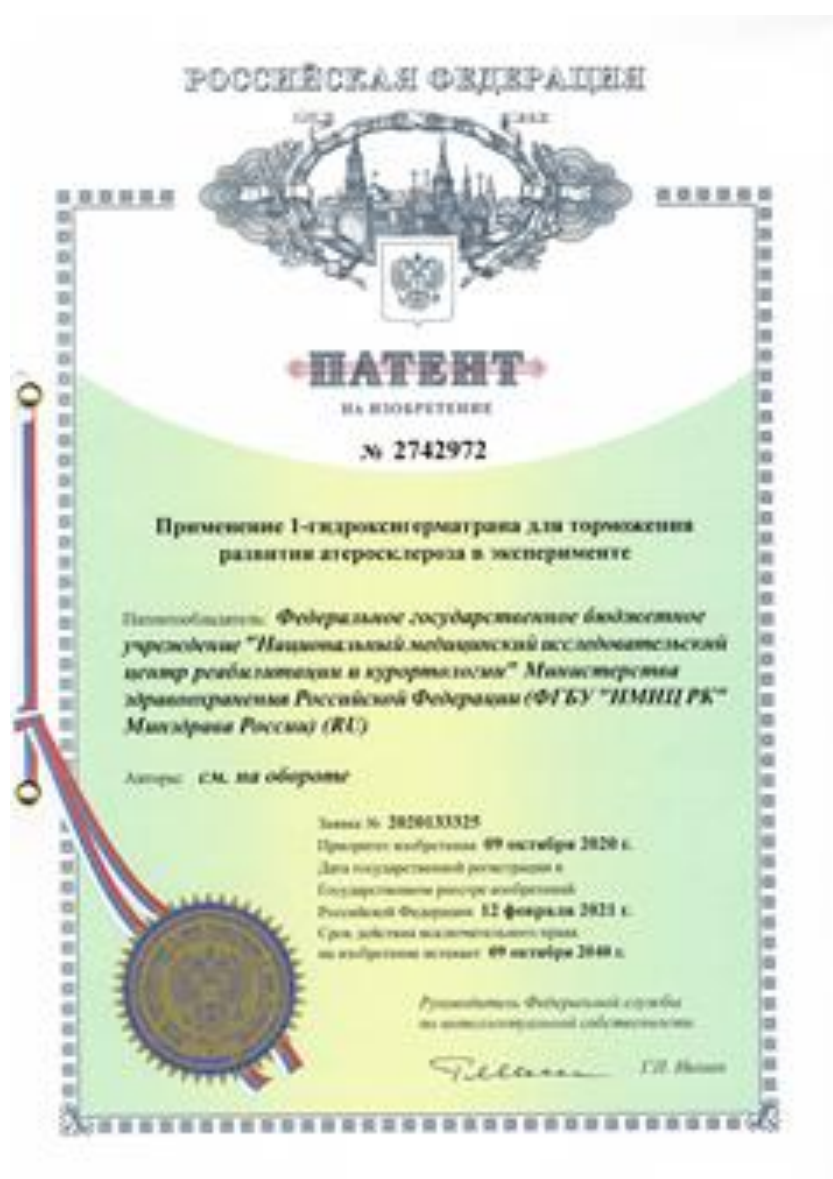 РОССИЙСКАЯ ФЕДЕРАЦИЯ
ПАТЕНТ
НА ИЗОБРЕТЕНИЕ
№ 2742972
Применение 1-гидроксигерматрана для торможения
развития атеросклероза в эксперименте
Патентообладатель: Федеральное государственное бюджетное
учреждение "Национальный медицинский исследовательский
центр реабилитации и курортологии" Министерства
здравоохранения Российской Федерации (ФГБУ "НМИЦ РК"
Минздрава России) (RU)
Авторы: см. на обороте
Заявка № 2020133325
Приоритет изобретения 09 октября 2020 г.
Дата государственной регистрации в
Государственном реестре изобретений
Российской Федерации 12 февраля 2021 г.
Срок действия исключительного права
на изобретение истекает 09 октября 2040 г.
Руководитель Федеральной службы
по интеллектуальной собственности
Г.П. Ивлиев